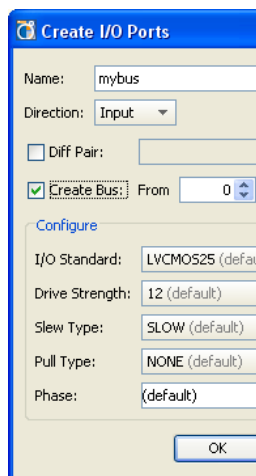 Create I/O Ports
Name: mybus
Direction: Input
Diff Pair:
Create Bus: From 0
Configure
I/O Standard: LVCMOS25
Drive Strength: 12 (default)
Slew Type: SLOW (default)
Pull Type: NONE (default)
Phase: (default)
OK